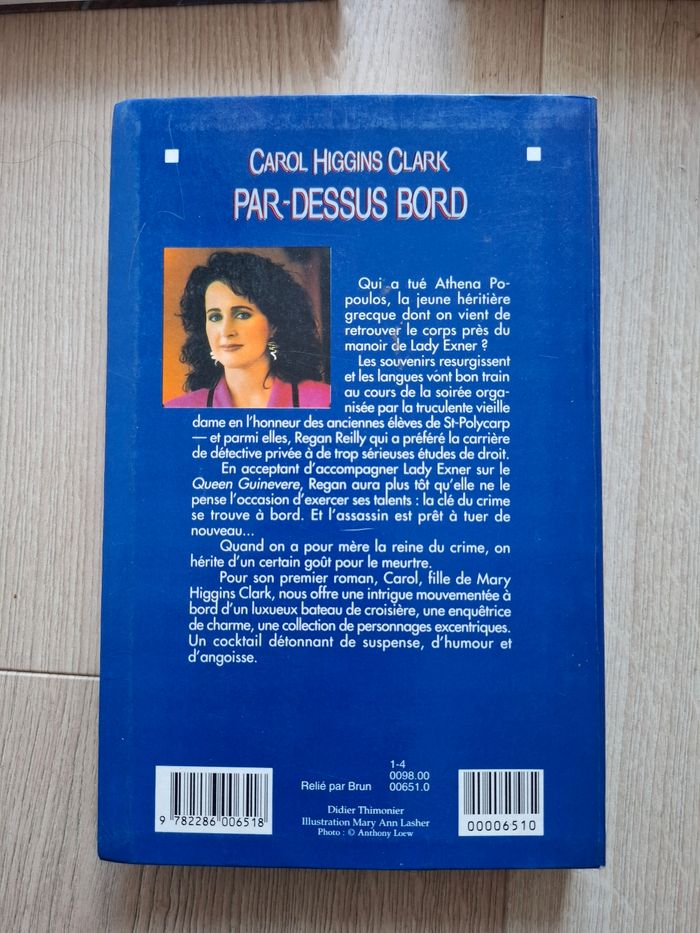 CAROL HIGGINS CLARK
PAR-DESSUS BORD
Qui a tué Athena Po-
poulos, la jeune héritière
grecque dont on vient de
retrouver le corps près du
manoir de Lady Exner ?
Les souvenirs resurgissent
et les langues vont bon train
au cours de la soirée orga-
nisée par la truculente vieille
dame en l'honneur des anciennes élèves de St-Polycarp
— et parmi elles, Regan Reilly qui a préféré la carrière
de détective privée à de trop sérieuses études de droit.
En acceptant d'accompagner Lady Exner sur le
Queen Guinevere, Regan aura plus tôt qu'elle ne le
pense l'occasion d'exercer ses talents : la clé du crime
se trouve à bord. Et l'assassin est prêt à tuer de
nouveau...
Quand on a pour mère la reine du crime, on
hérite d'un certain goût pour le meurtre.
Pour son premier roman, Carol, fille de Mary
Higgins Clark, nous offre une intrigue mouvementée à
bord d'un luxueux bateau de croisière, une enquêtrice
de charme, une collection de personnages excentriques.
Un cocktail détonnant de suspense, d'humour et
d'angoisse.
1-4
0098.00
Relié par Brun 00651.0
Didier Thimonier
Illustration Mary Ann Lasher
Photo : © Anthony Loew
9 782286 006518
00006510